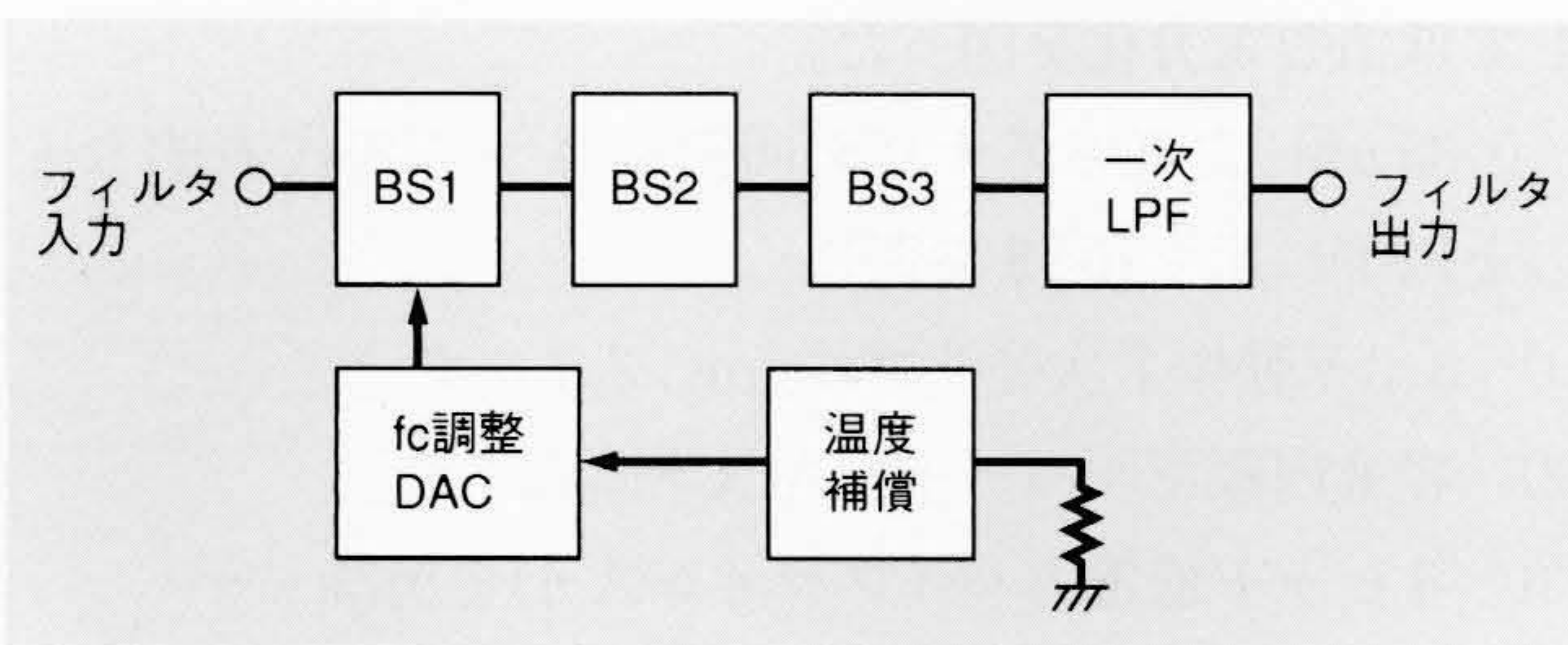 フィルタ
入力
BS1
BS2
BS3
一次
LPF
フィルタ
出力
fc調整
DAC
温度
補償